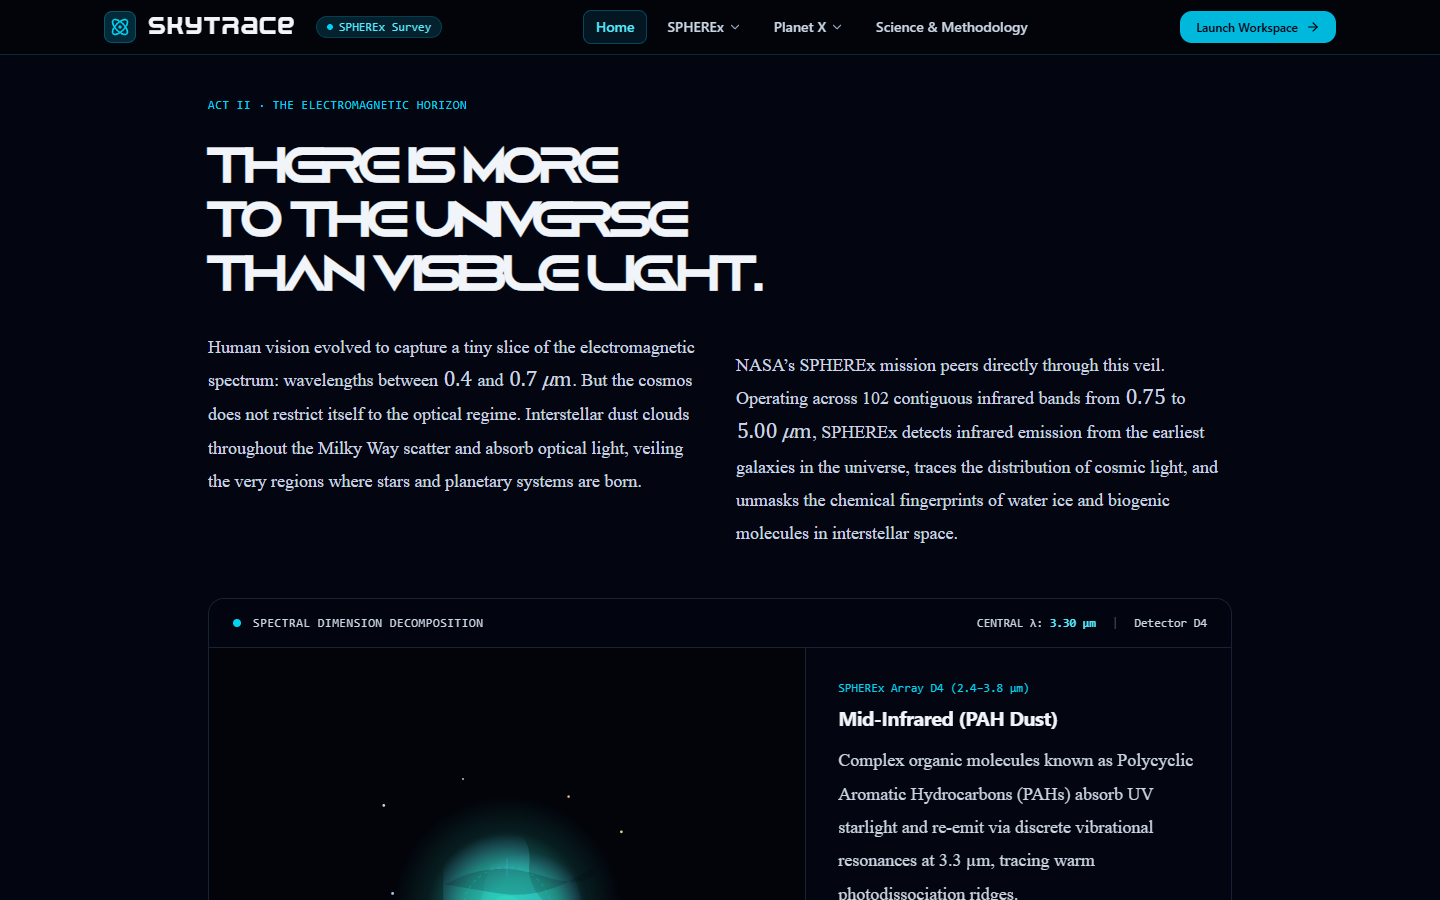 SKYTRACE
SPHEREx Survey
Home
SPHEREx
Planet X
Science & Methodology
Launch Workspace →
ACT II · THE ELECTROMAGNETIC HORIZON
THERE IS MORE
TO THE UNIVERSE
THAN VISIBLE LIGHT.
Human vision evolved to capture a tiny slice of the electromagnetic
spectrum: wavelengths between 0.4 and 0.7 μm. But the cosmos
does not restrict itself to the optical regime. Interstellar dust clouds
throughout the Milky Way scatter and absorb optical light, veiling
the very regions where stars and planetary systems are born.
NASA’s SPHEREx mission peers directly through this veil.
Operating across 102 contiguous infrared bands from 0.75 to
5.00 μm, SPHEREx detects infrared emission from the earliest
galaxies in the universe, traces the distribution of cosmic light, and
unmasks the chemical fingerprints of water ice and biogenic
molecules in interstellar space.
SPECTRAL DIMENSION DECOMPOSITION
CENTRAL λ: 3.30 μm | Detector D4
SPHEREx Array D4 (2.4–3.8 μm)
Mid-Infrared (PAH Dust)
Complex organic molecules known as Polycyclic
Aromatic Hydrocarbons (PAHs) absorb UV
starlight and re-emit via discrete vibrational
resonances at 3.3 μm, tracing warm
photodissociation ridges.